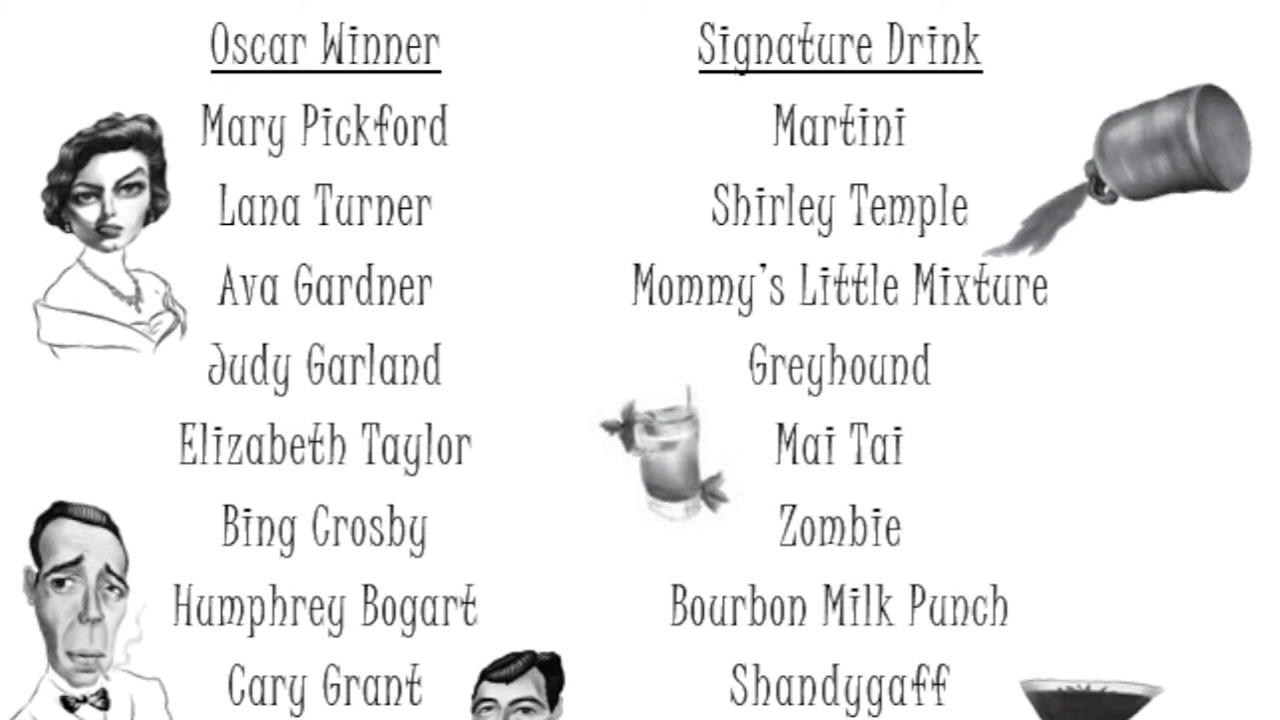 Oscar Winner Signature Drink
Mary Pickford Martini
Lana Turner Shirley Temple
Ava Gardner Mommy's Little Mixture
Judy Garland Greyhound
Elizabeth Taylor Mai Tai
Bing Crosby Zombie
Humphrey Bogart Bourbon Milk Punch
Cary Grant Shandygaff